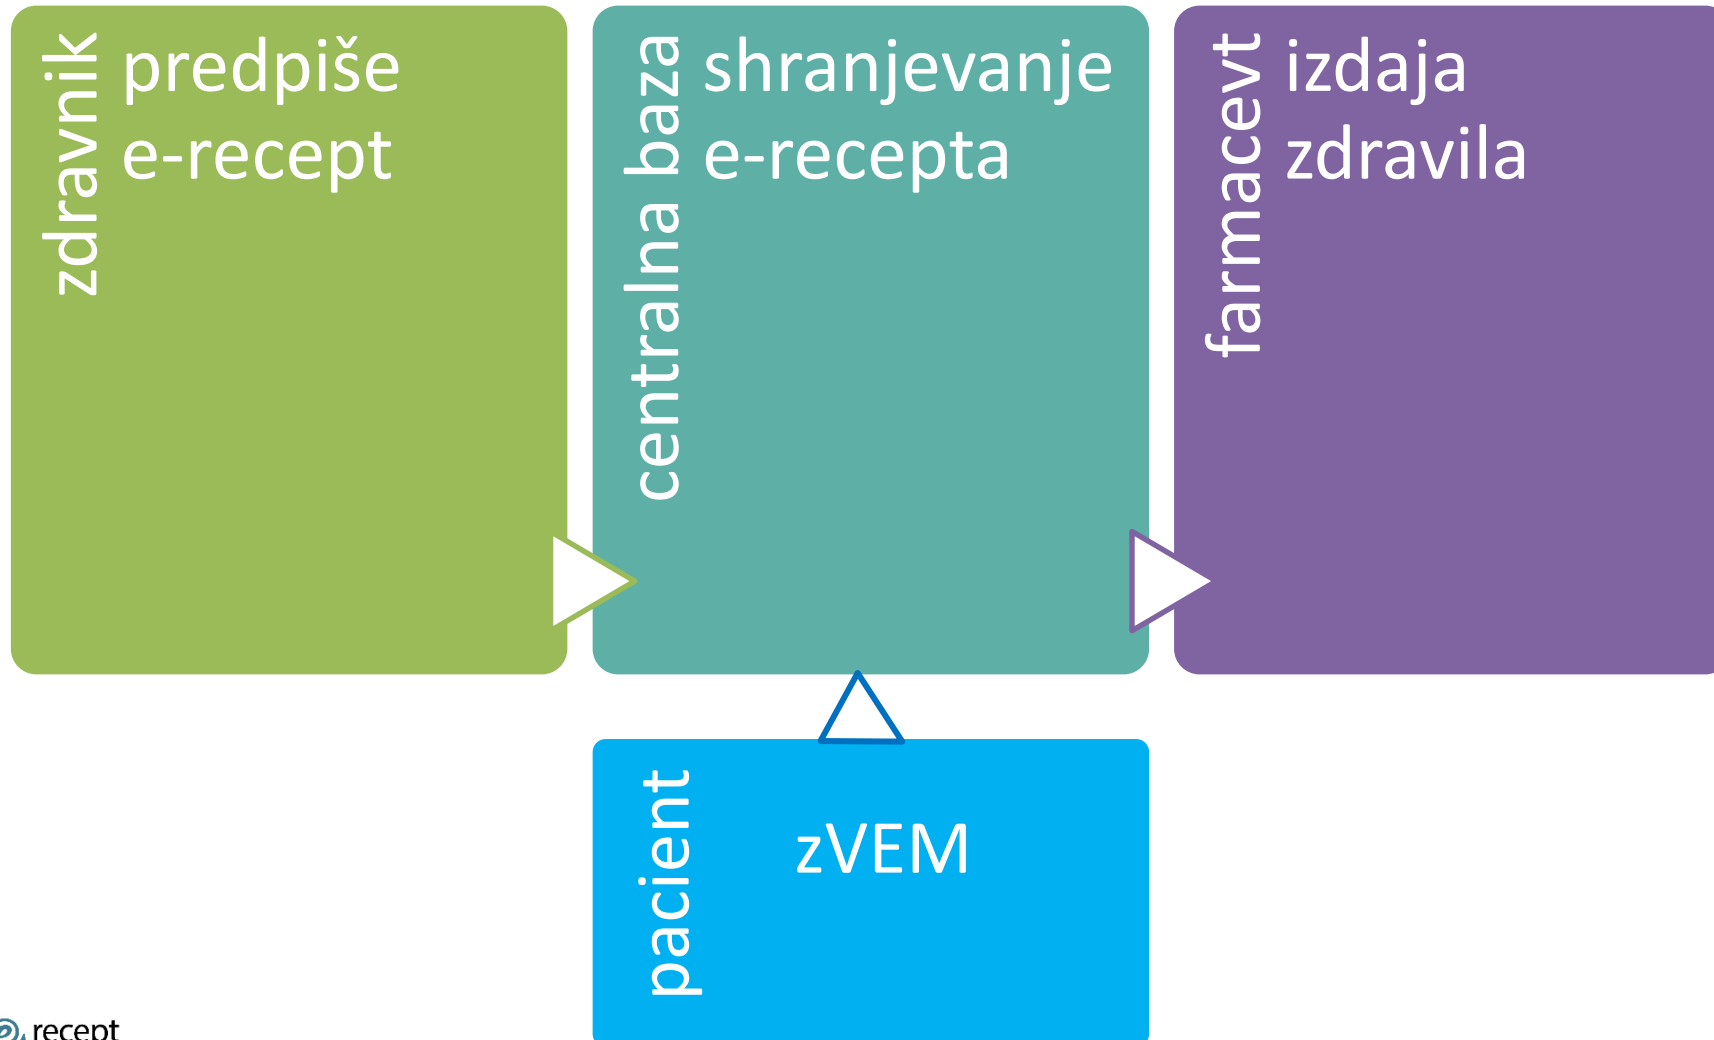 zdravnik
predpiše
e-recept
centralna baza
shranjevanje
e-recepta
farmacevt
izdaja
zdravila
pacient
zVEM
recept